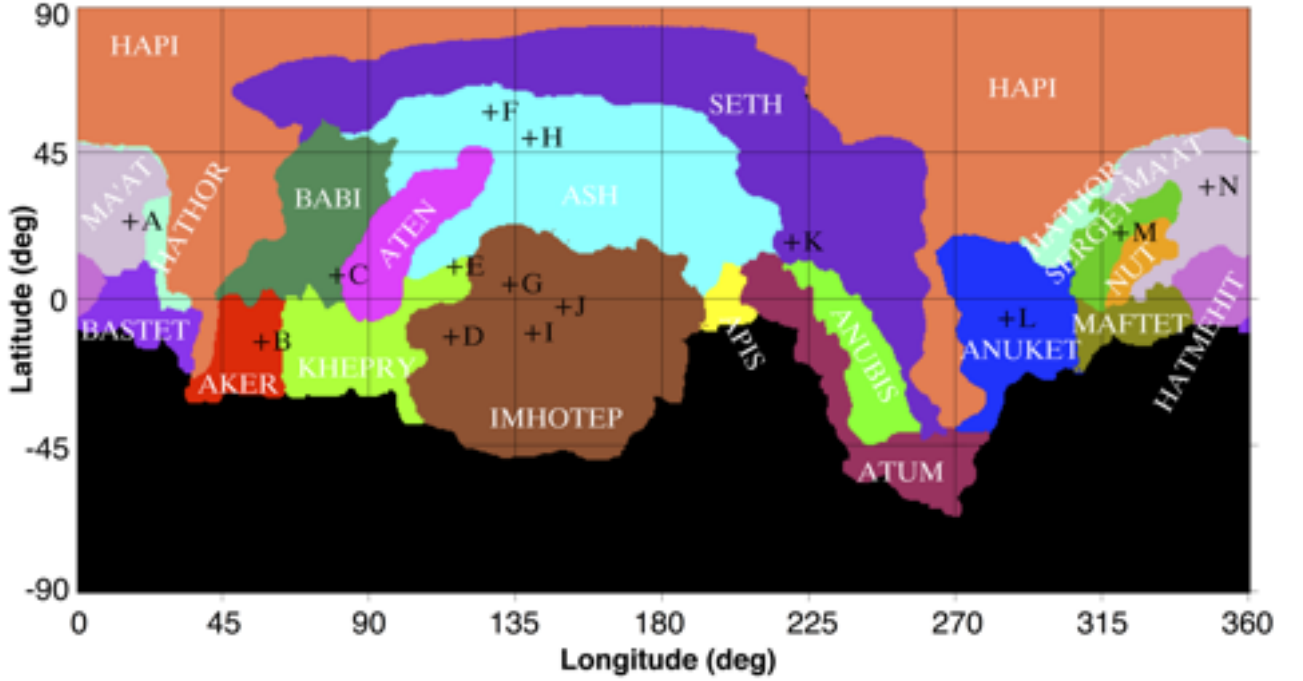 90
HAPI
HAPI
SETH
+F
+H
45
MA'AT
HATHOR
BABI
ASH
ATEN
HATHOR
MA'AT
SERGET
+N
+A
+K
+M
NUT
+C
+E
+G
+J
0
BASTET
+B
+D
+I
APIS
ANUBIS
+L
ANUKET
MAFTET
HATMEHIT
AKER
KHEPRY
IMHOTEP
-45
ATUM
-90
0 45 90 135 180 225 270 315 360
Longitude (deg)
Latitude (deg)